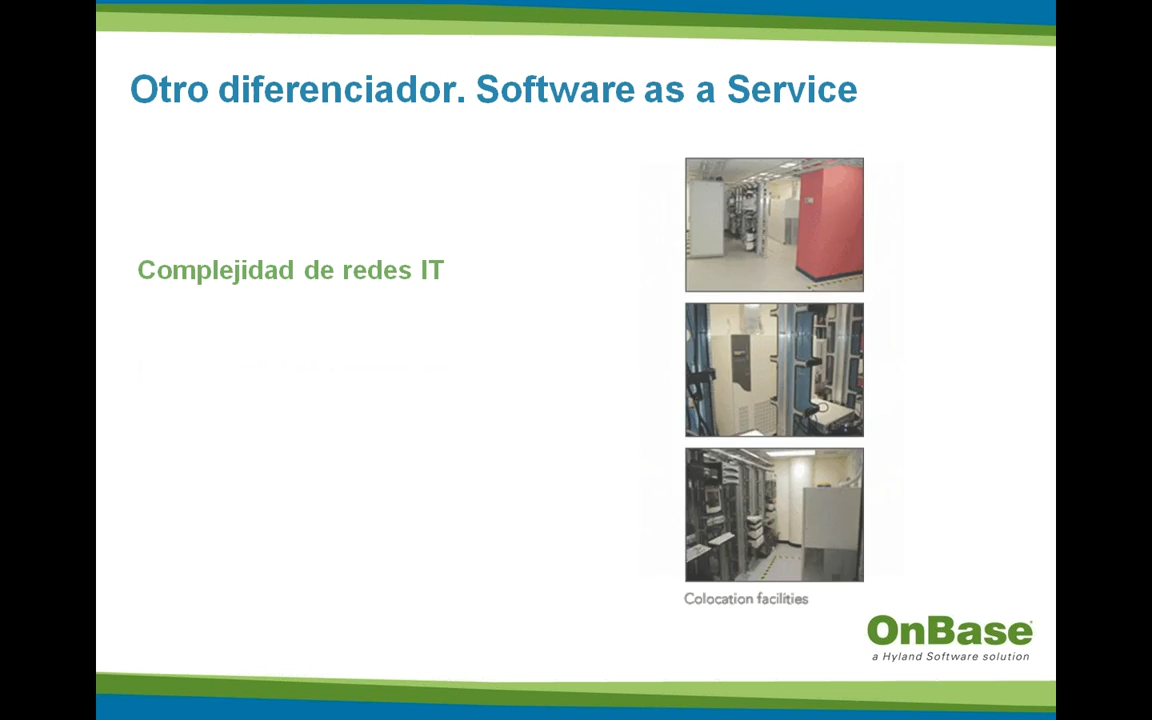 Otro diferenciador. Software as a Service
Complejidad de redes IT
Colocation facilities
OnBase
a Hyland Software solution